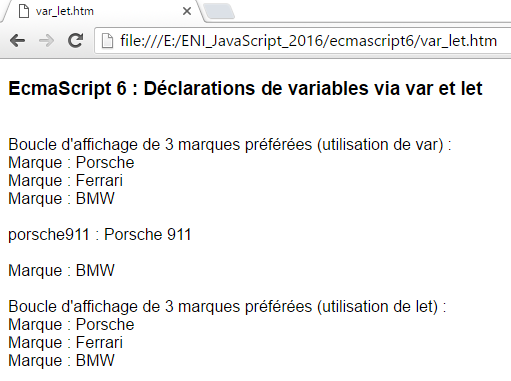 var_let.htm
file:///E:/ENI_JavaScript_2016/ecmascript6/var_let.htm
EcmaScript 6 : Déclarations de variables via var et let
Boucle d'affichage de 3 marques préférées (utilisation de var) :
Marque : Porsche
Marque : Ferrari
Marque : BMW
porsche911 : Porsche 911
Marque : BMW
Boucle d'affichage de 3 marques préférées (utilisation de let) :
Marque : Porsche
Marque : Ferrari
Marque : BMW